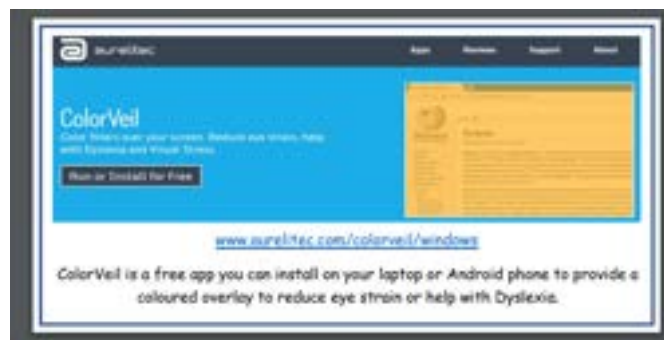 aurelitec
Apps Reviews Support About
ColorVeil
Color filters over your screen. Reduce eye strain, help
with Dyslexia and Visual Stress.
Run or Install for Free
www.aurelitec.com/colorveil/windows
ColorVeil is a free app you can install on your laptop or Android phone to provide a
coloured overlay to reduce eye strain or help with Dyslexia.